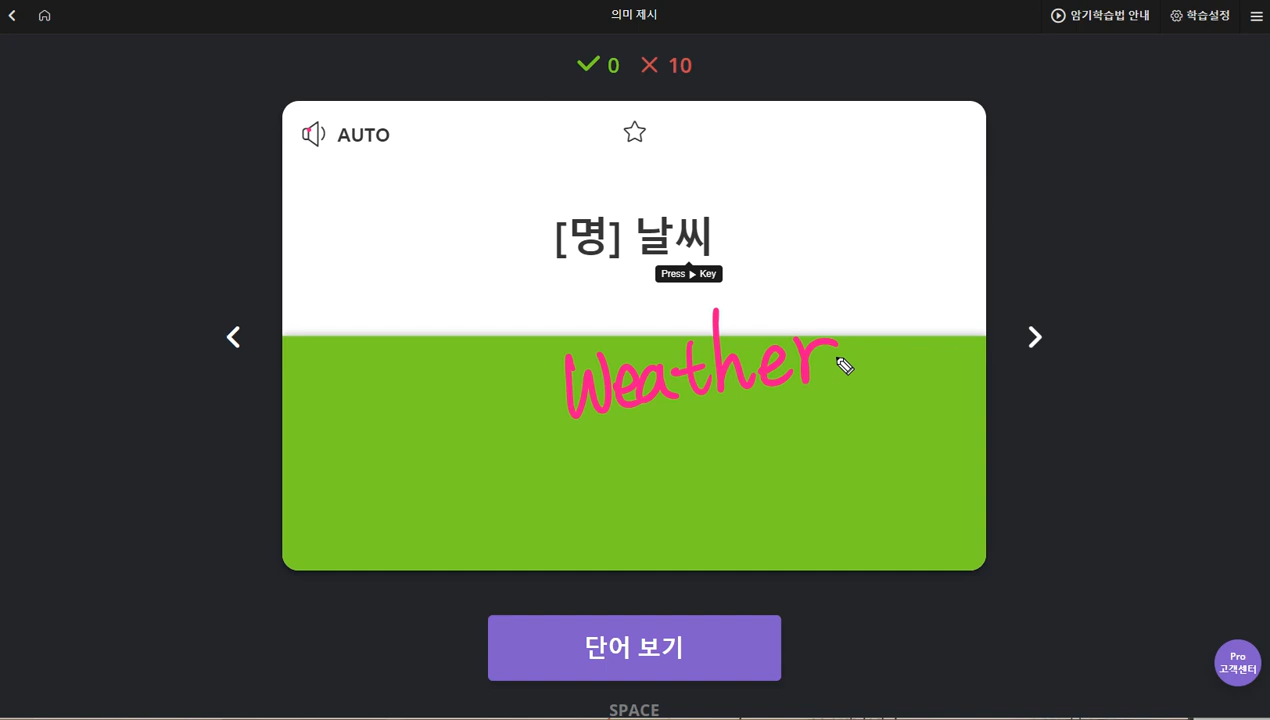 의미 제시
암기학습법 안내
학습설정
0
10
AUTO
[명] 날씨
Press ▶ Key
Weather
단어 보기
Pro
고객센터
SPACE